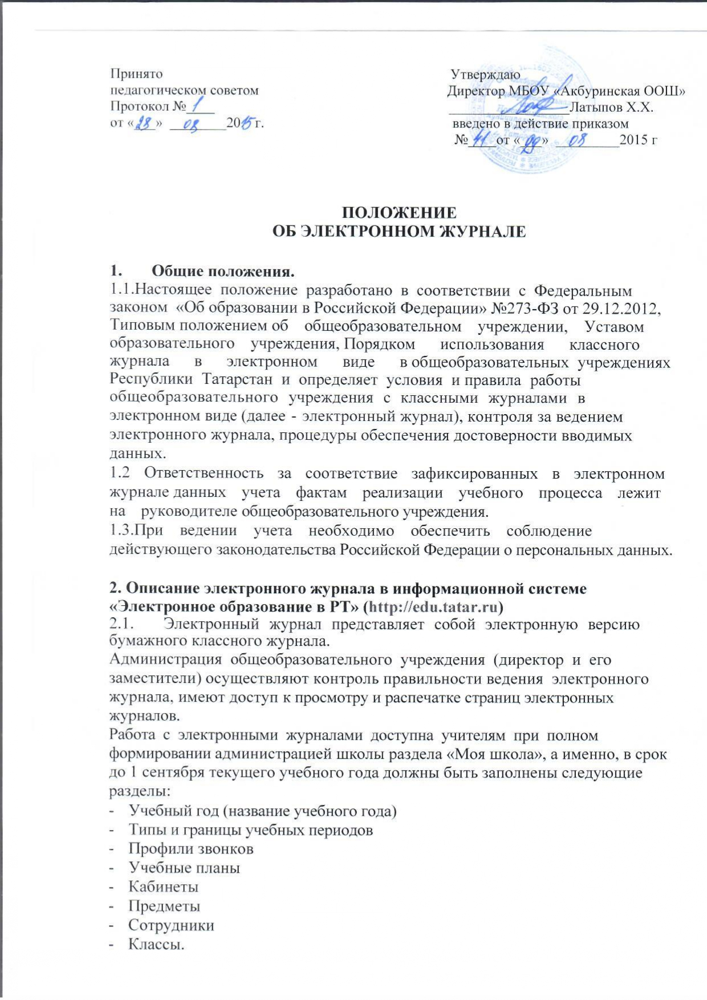 Принято
педагогическом советом
Протокол № 1
от «28» 08 2015 г.
Утверждаю
Директор МБОУ «Акбуринская ООШ»
Латыпов Х.Х.
введено в действие приказом
№ 41 от «    » 08 2015 г
ПОЛОЖЕНИЕ
ОБ ЭЛЕКТРОННОМ ЖУРНАЛЕ
1. Общие положения.
1.1.Настоящее положение разработано в соответствии с Федеральным
законом «Об образовании в Российской Федерации» №273-ФЗ от 29.12.2012,
Типовым положением об общеобразовательном учреждении, Уставом
образовательного учреждения, Порядком использования классного
журнала в электронном виде в общеобразовательных учреждениях
Республики Татарстан и определяет условия и правила работы
общеобразовательного учреждения с классными журналами в
электронном виде (далее - электронный журнал), контроля за ведением
электронного журнала, процедуры обеспечения достоверности вводимых
данных.
1.2 Ответственность за соответствие зафиксированных в электронном
журнале данных учета фактам реализации учебного процесса лежит
на руководителе общеобразовательного учреждения.
1.3.При ведении учета необходимо обеспечить соблюдение
действующего законодательства Российской Федерации о персональных данных.
2. Описание электронного журнала в информационной системе
«Электронное образование в РТ» (http://edu.tatar.ru)
2.1. Электронный журнал представляет собой электронную версию
бумажного классного журнала.
Администрация общеобразовательного учреждения (директор и его
заместители) осуществляют контроль правильности ведения электронного
журнала, имеют доступ к просмотру и распечатке страниц электронных
журналов.
Работа с электронными журналами доступна учителям при полном
формировании администрацией школы раздела «Моя школа», а именно, в срок
до 1 сентября текущего учебного года должны быть заполнены следующие
разделы:
- Учебный год (название учебного года)
- Типы и границы учебных периодов
- Профили звонков
- Учебные планы
- Кабинеты
- Предметы
- Сотрудники
- Классы.